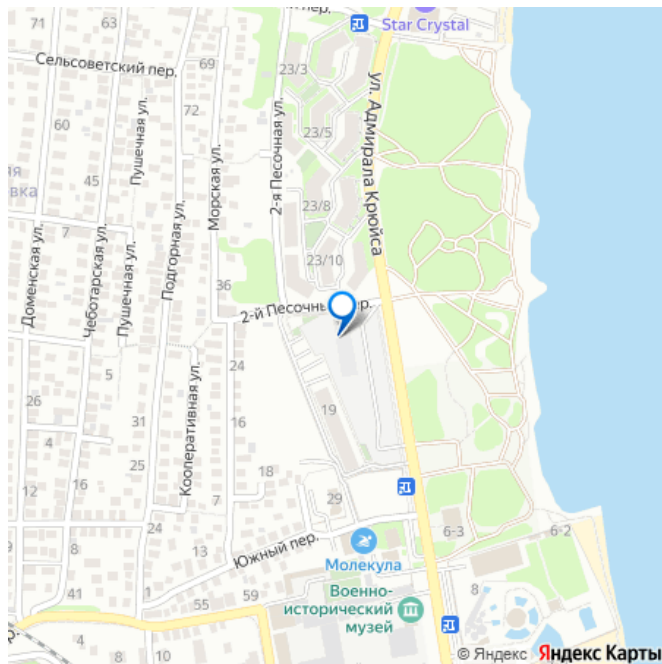 71
63
пер.
Star Crystal
Сельсоветский пер.
69
23/3
72
60
Пушечная ул.
2-я Песочная ул.
23/5
ул. Адмирала Крюйса
яя
вка
45
Морская ул.
23/8
7
Подгорная ул.
23/10
Доменская ул.
Чеботарская ул.
Пушечная ул.
36
2-й Песочный пер.
24
5
Кооперативная ул.
26
4
31
16
19
25
12
18
29
16
24
7
6-3
6-2
13
Южный пер.
Молекула
41
1
55
59
Военно-
исторический
музей
8
р.
© Яндекс Яндекс Карты